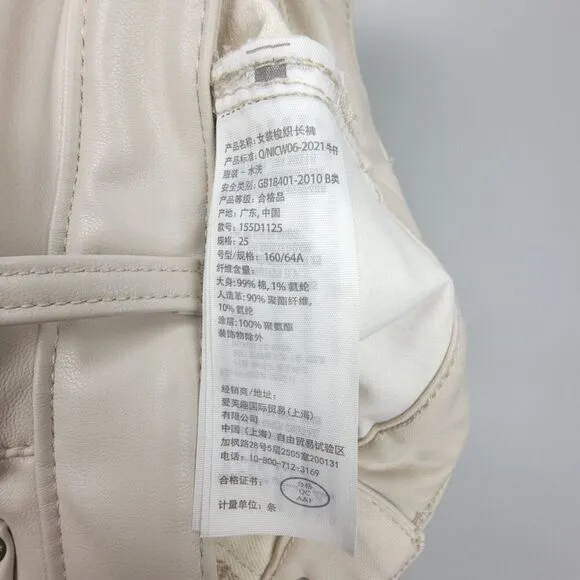 产品名称: 女装梭织长裤
产品标准: Q/NICW06-2021 牛仔
服装 - 水洗
安全类别: GB18401-2010 B类
产品等级: 合格品
产地: 广东, 中国
款号: 155D1125
规格: 25
号型/规格: 160/64A
纤维含量:
大身: 99% 棉, 1% 氨纶
人造革: 90% 聚酯纤维,
10% 氨纶
涂层: 100% 聚氨酯
装饰物除外
经销商/地址:
爱芙趣国际贸易(上海)
有限公司
中国 (上海) 自由贸易试验区
加枫路28号5层2505室200131
电话: 10-800-712-3169
合格证书:
合格
QC
A&F
计量单位: 条